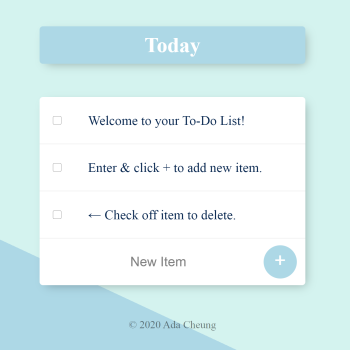 Today
Welcome to your To-Do List!
Enter & click + to add new item.
← Check off item to delete.
New Item +
© 2020 Ada Cheung